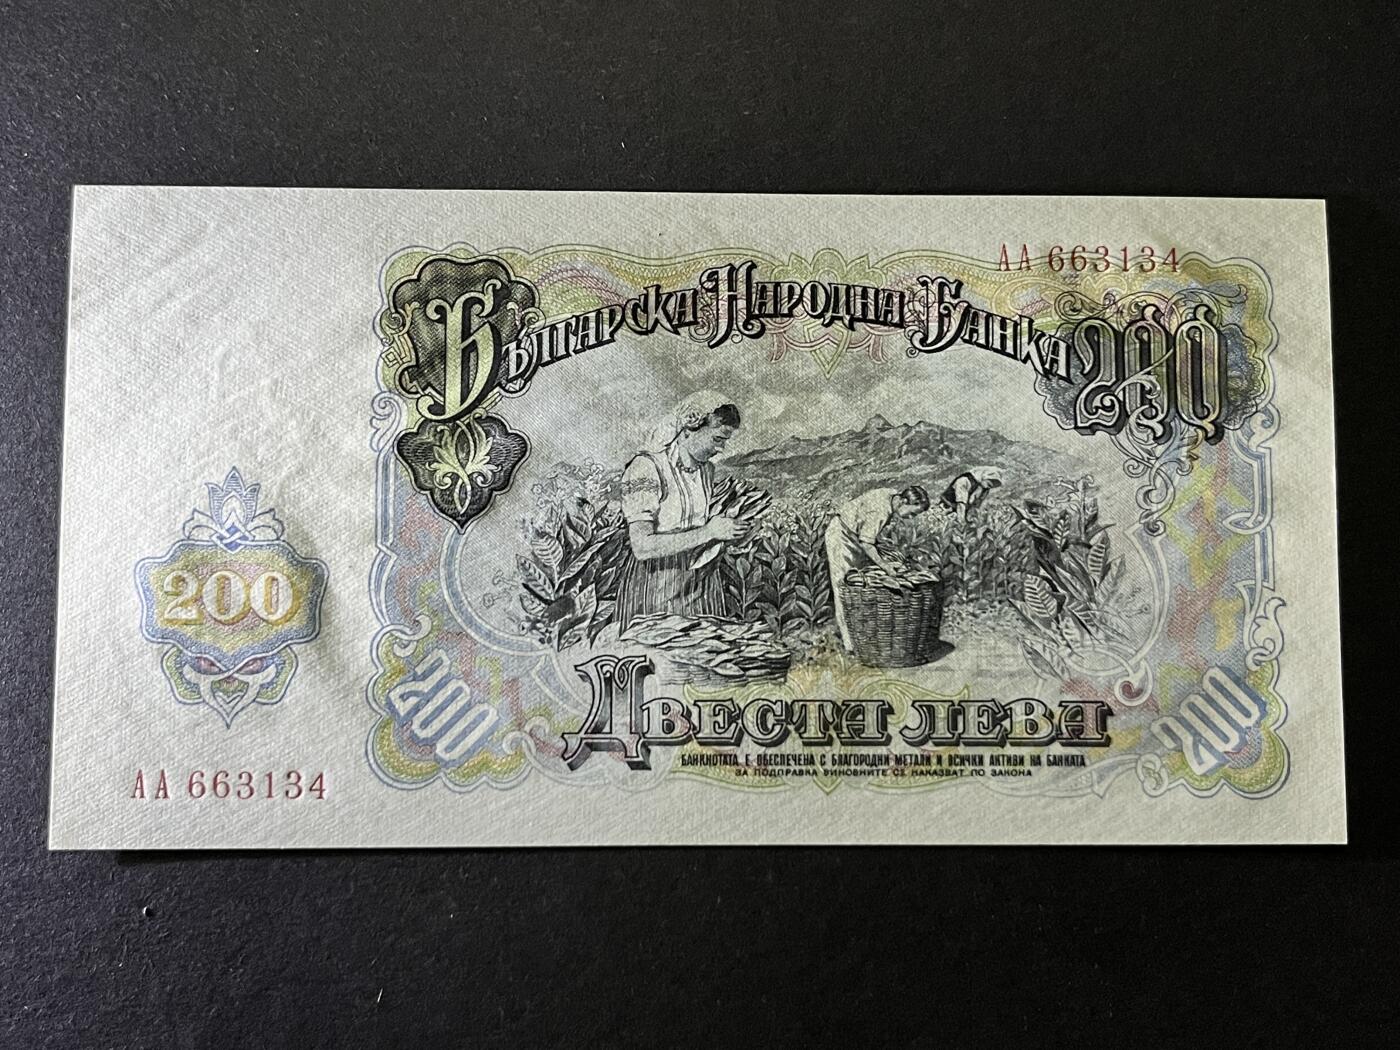 АА 663134
Българска Народна Банка
200
200
Двеста лева
200
200
БАНКНОТАТА Е ОБЕСПЕЧЕНА С БЛАГОРОДНИ МЕТАЛИ И ВСИЧКИ АКТИВИ НА БАНКАТА
ЗА ПОДПРАВКА ВИНОВНИТЕ СЕ НАКАЗВАТ ПО ЗАКОНА
АА 663134